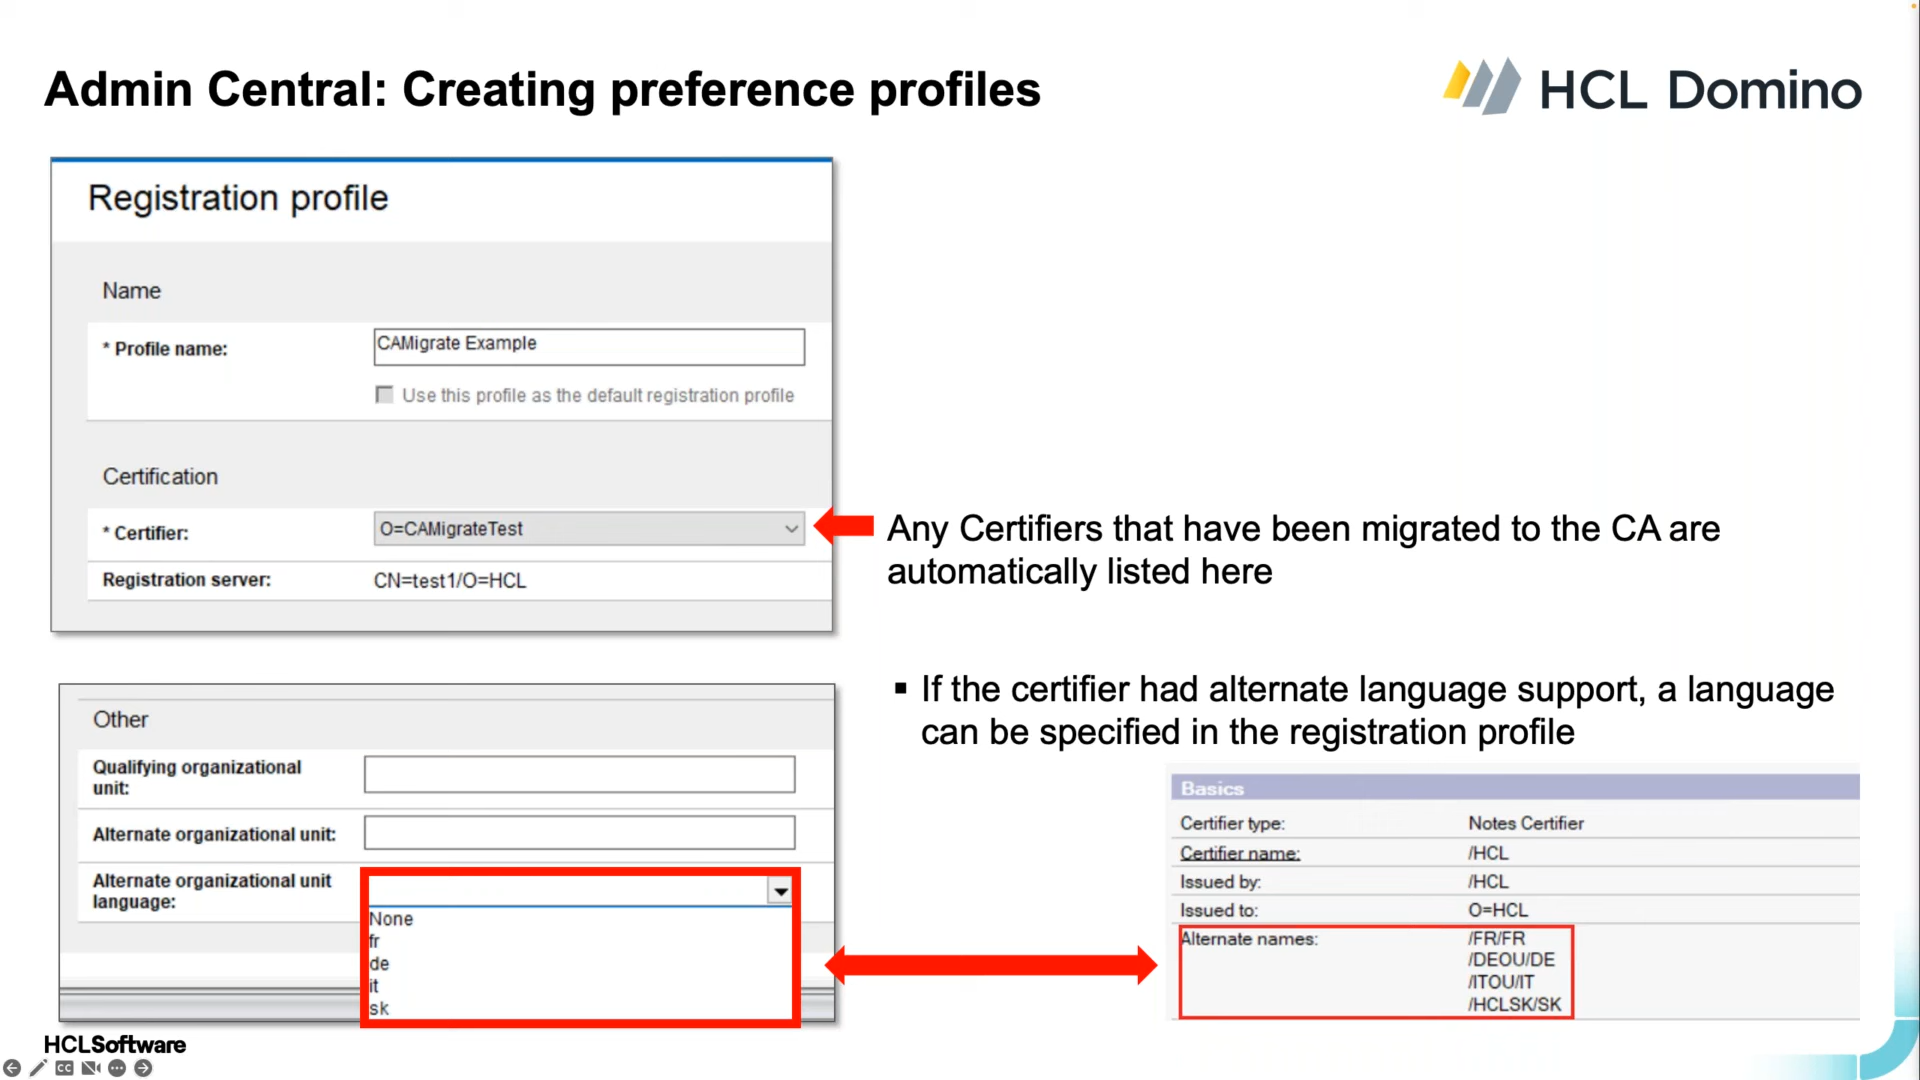 Admin Central: Creating preference profiles
HCL Domino
Registration profile
Name
* Profile name:
CAMigrate Example
Use this profile as the default registration profile
Certification
* Certifier:
O=CAMigrateTest
Registration server:
CN=test1/O=HCL
Any Certifiers that have been migrated to the CA are
automatically listed here
Other
Qualifying organizational
unit:
Alternate organizational unit:
Alternate organizational unit
language:
None
fr
de
it
sk
▪ If the certifier had alternate language support, a language
can be specified in the registration profile
Basics
Certifier type:
Notes Certifier
Certifier name:
/HCL
Issued by:
/HCL
Issued to:
O=HCL
Alternate names:
/FR/FR
/DEOU/DE
/ITOU/IT
/HCLSK/SK
HCLSoftware
CC